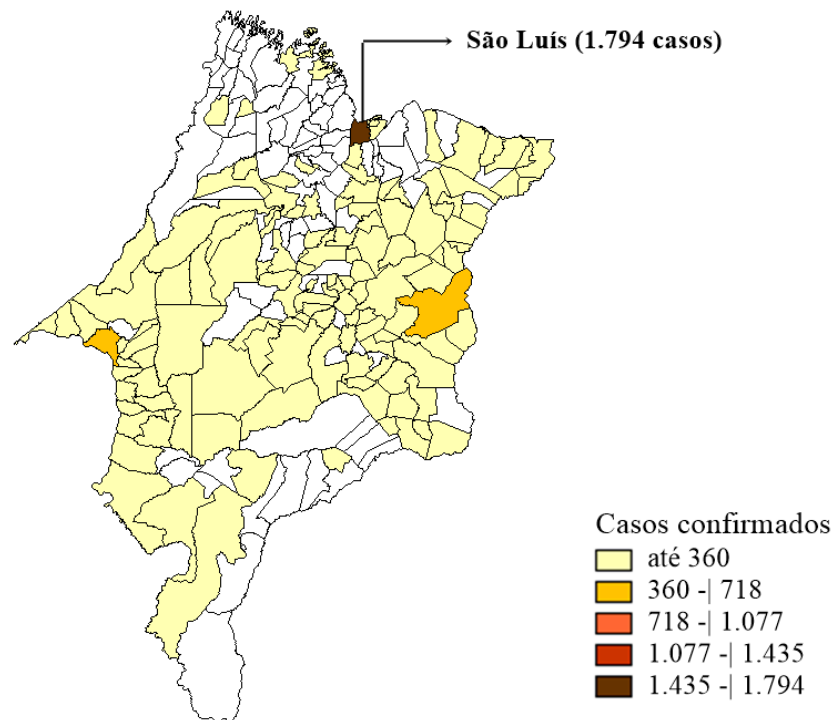 São Luís (1.794 casos)
Casos confirmados
até 360
360 -| 718
718 -| 1.077
1.077 -| 1.435
1.435 -| 1.794